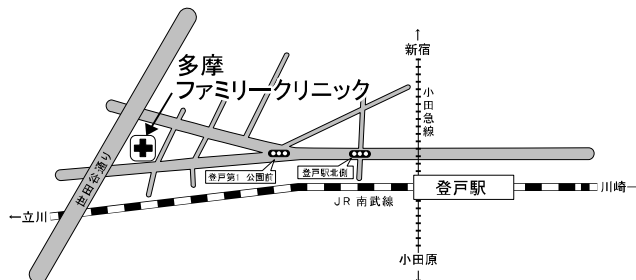 ↑
新宿
小田急線
多摩
ファミリークリニック
世田谷通り
登戸第1公園前
登戸駅北側
登戸駅
JR南武線
←立川
川崎→
小田原
↓